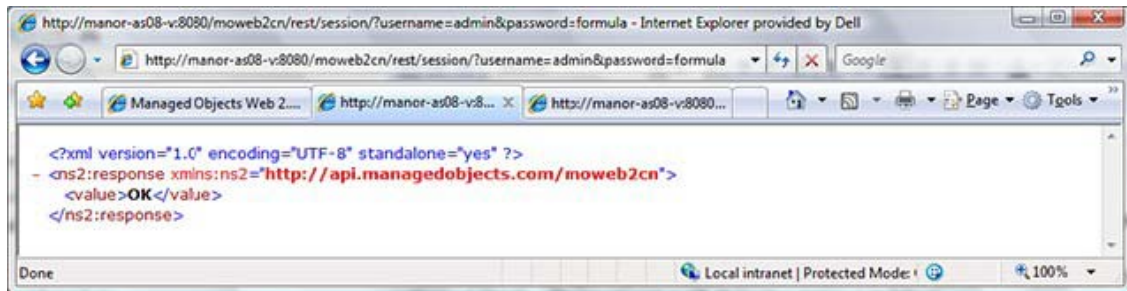 http://manor-as08-v:8080/moweb2cn/rest/session/?username=admin&password=formula - Internet Explorer provided by Dell
http://manor-as08-v:8080/moweb2cn/rest/session/?username=admin&password=formula Google
Managed Objects Web 2.... http://manor-as08-v:8... http://manor-as08-v:8080... Page Tools
<?xml version="1.0" encoding="UTF-8" standalone="yes" ?>
- <ns2:response xmlns:ns2="http://api.managedobjects.com/moweb2cn">
<value>OK</value>
</ns2:response>
Done Local intranet | Protected Mode: 100%